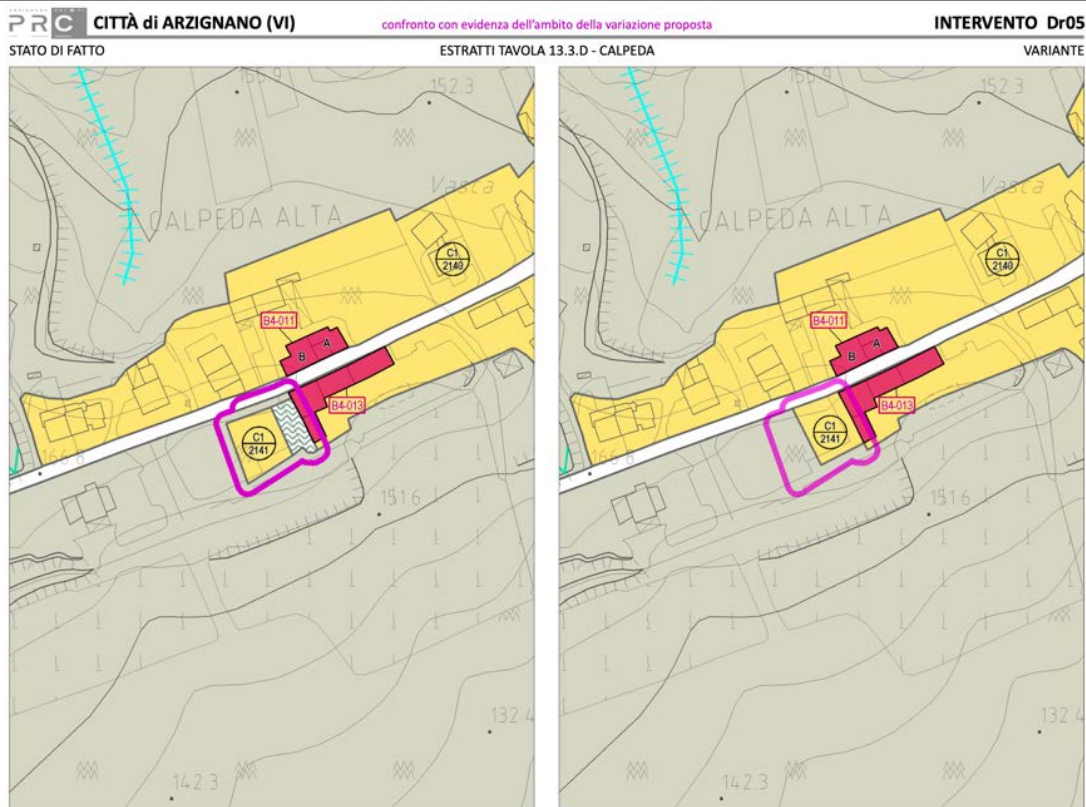 PRC CITTÀ di ARZIGNANO (VI) confronto con evidenza dell'ambito della variazione proposta INTERVENTO Dr05
STATO DI FATTO ESTRATTI TAVOLA 13.3.D - CALPEDA VARIANTE
152.3
Vasca
CALPEDA ALTA
C1
2140
B4-011
A
B
B4-013
C1
2141
166.8
151.6
132.4
142.3
152.3
Vasca
CALPEDA ALTA
C1
2140
B4-011
A
B
B4-013
C1
2141
166.8
151.6
132.4
142.3